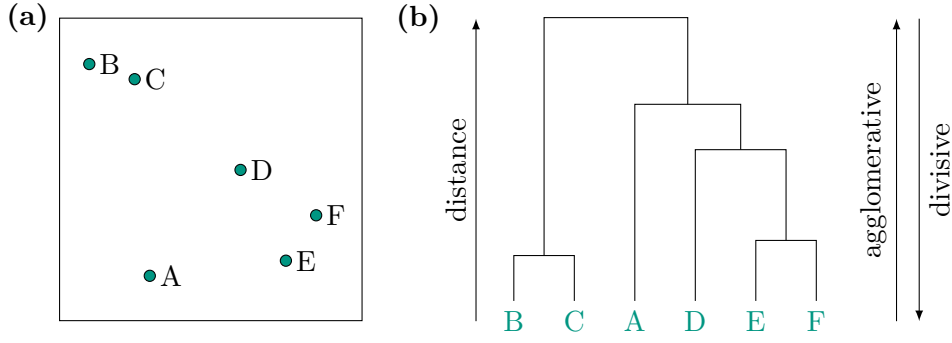 (a)
B
C
D
F
E
A
(b)
distance
B C A D E F
agglomerative
divisive